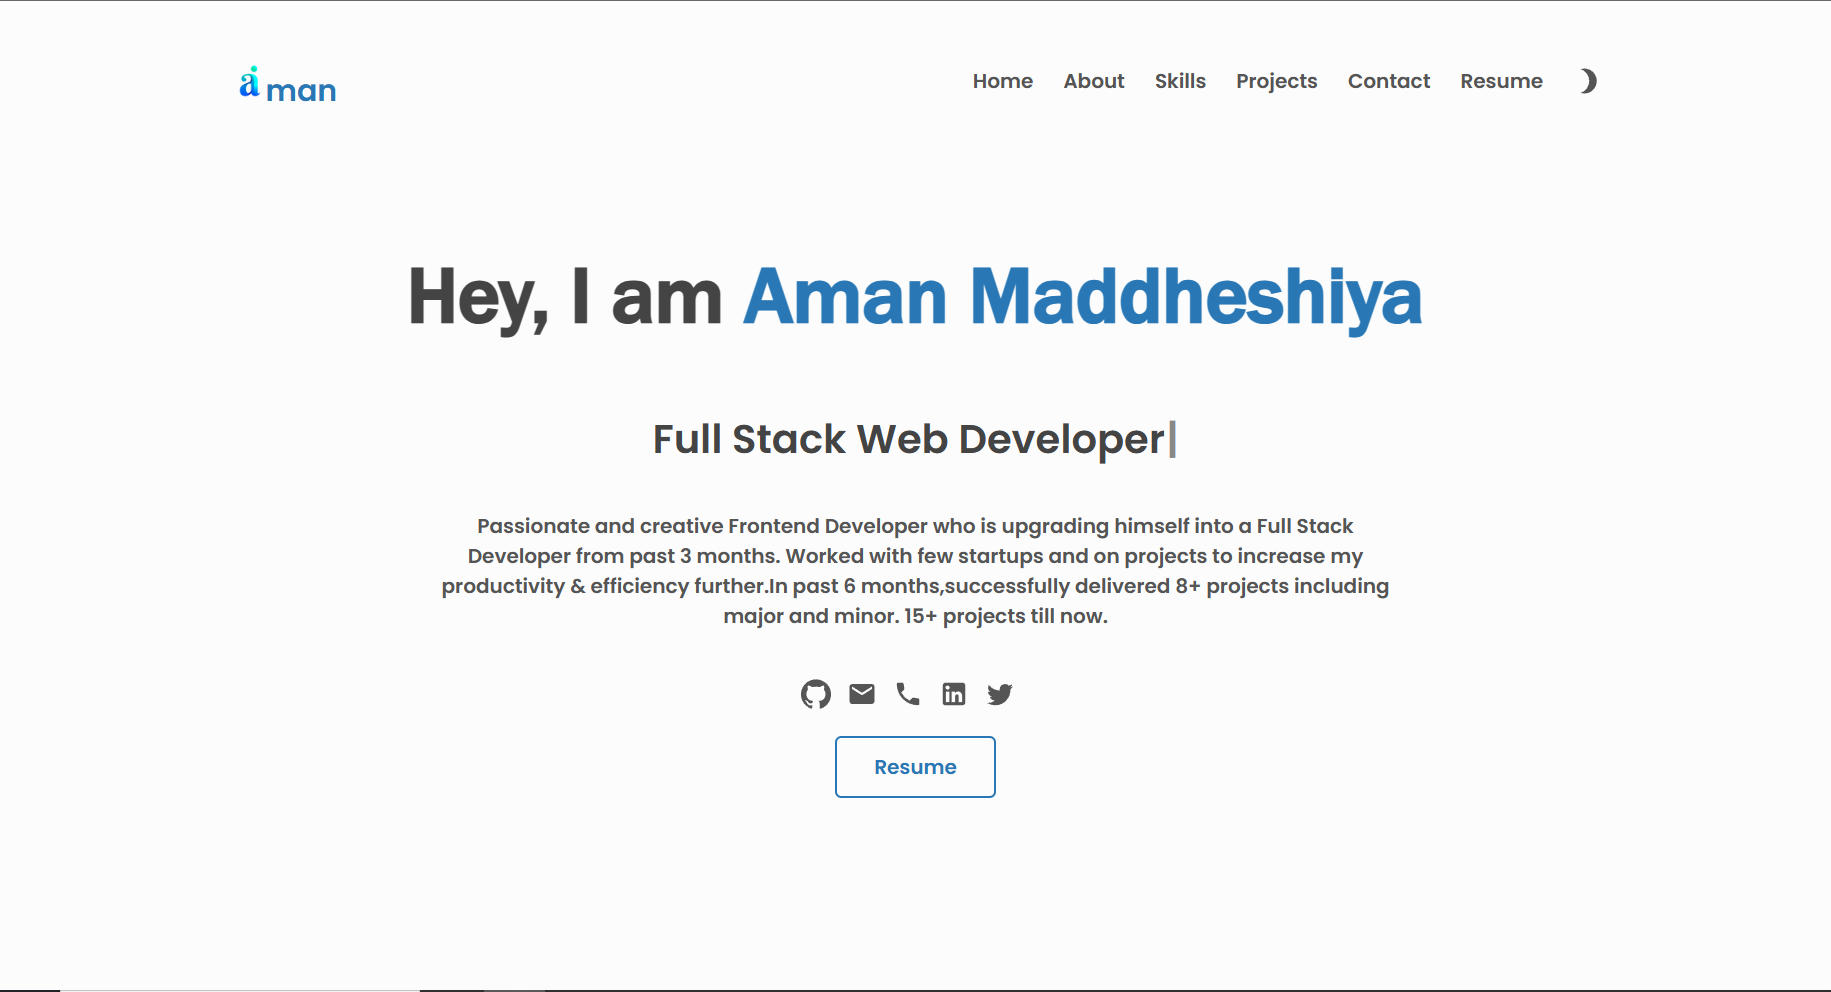 aman
Home About Skills Projects Contact Resume
Hey, I am Aman Maddheshiya
Full Stack Web Developer
Passionate and creative Frontend Developer who is upgrading himself into a Full Stack
Developer from past 3 months. Worked with few startups and on projects to increase my
productivity & efficiency further.In past 6 months,successfully delivered 8+ projects including
major and minor. 15+ projects till now.
in
Resume